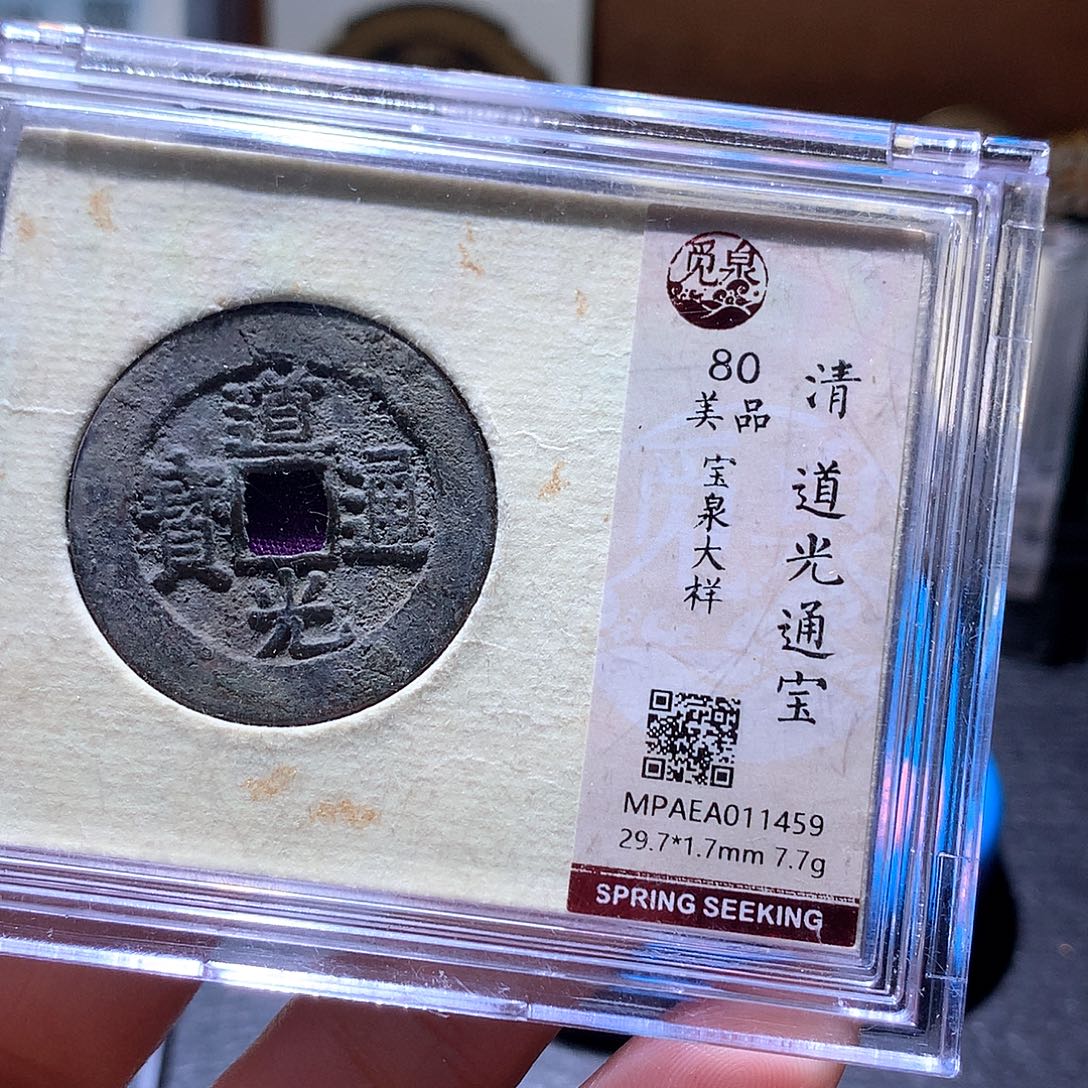 道光通寳
觅泉
80
美品
宝泉大样
清 道光通宝
MPAEA011459
29.7*1.7mm 7.7g
SPRING SEEKING